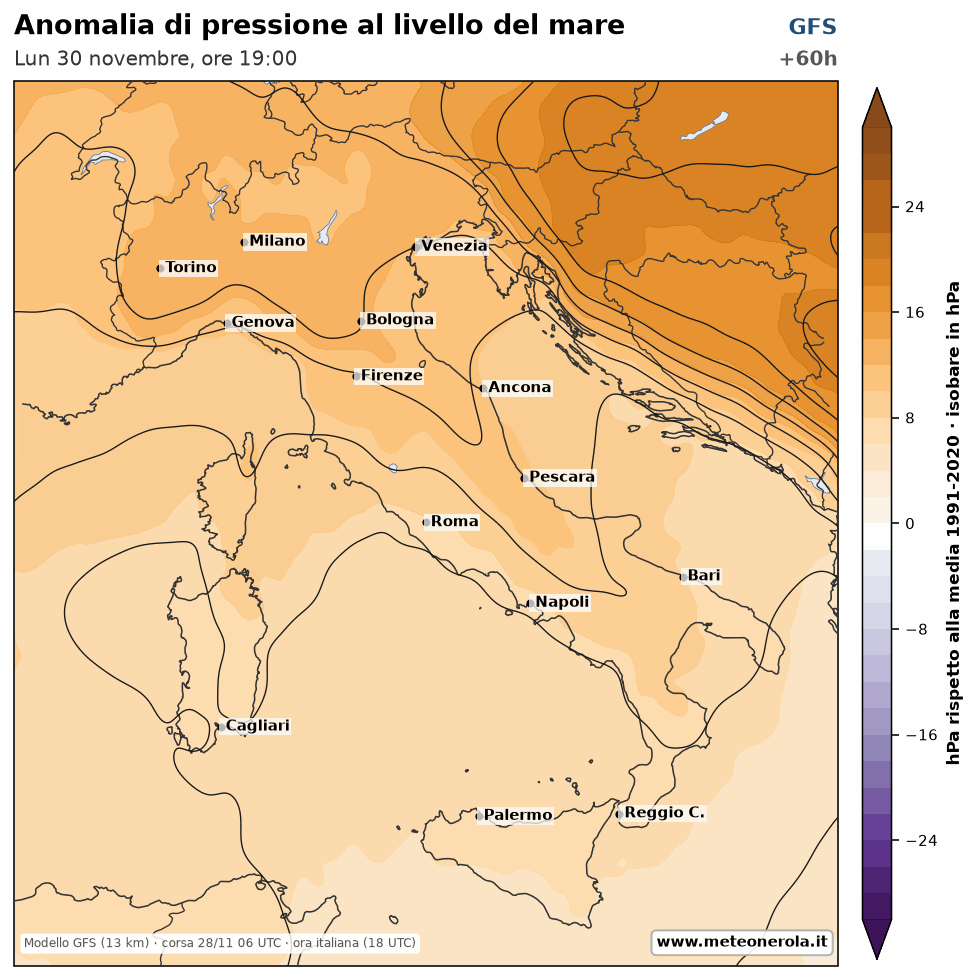 Anomalia di pressione al livello del mare
GFS
Lun 30 novembre, ore 19:00
+60h
Milano
Venezia
Torino
Genova
Bologna
Firenze
Ancona
Pescara
Roma
Bari
Napoli
Cagliari
Palermo
Reggio C.
24
16
8
0
−8
−16
−24
hPa rispetto alla media 1991-2020 · isobare in hPa
Modello GFS (13 km) · corsa 28/11 06 UTC · ora italiana (18 UTC)
www.meteonerola.it